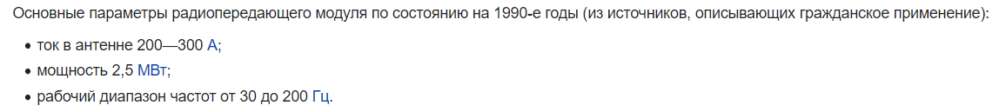 Основные параметры радиопередающего модуля по состоянию на 1990-е годы (из источников, описывающих гражданское применение):
• ток в антенне 200—300 А;
• мощность 2,5 МВт;
• рабочий диапазон частот от 30 до 200 Гц.